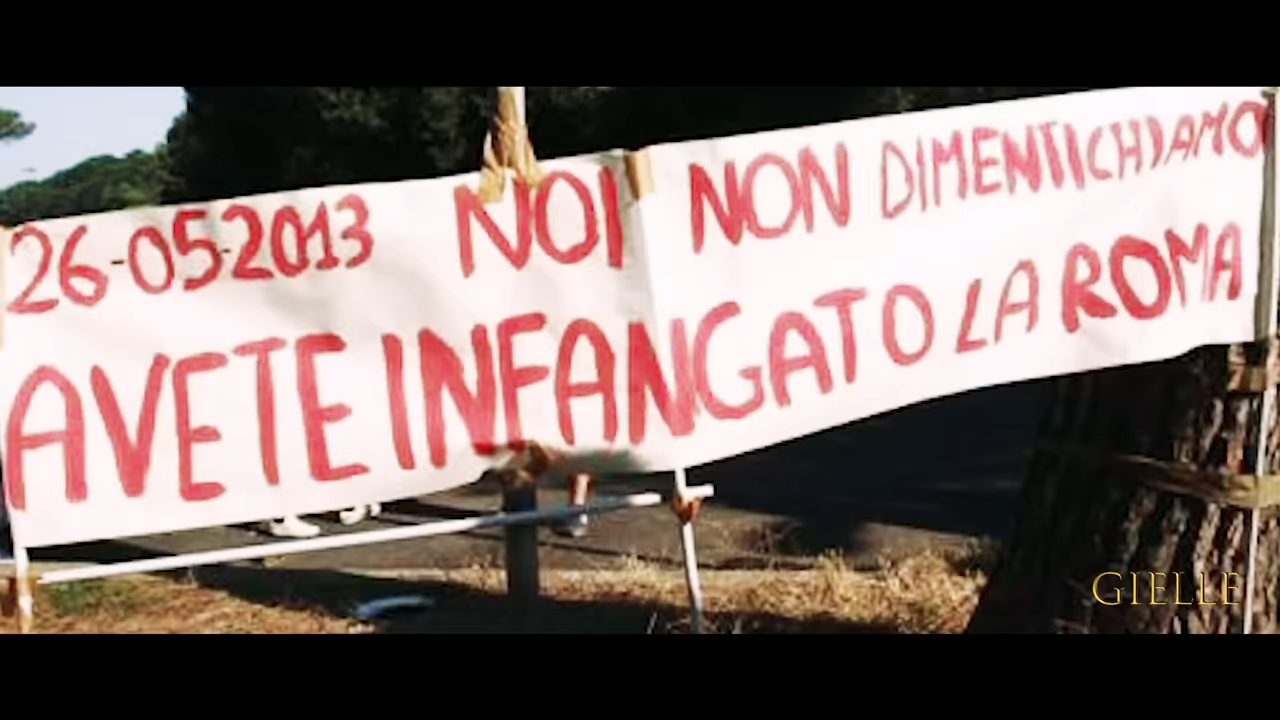 26-05-2013 NOI NON DIMENTICHIAMO
AVETE INFANGATO LA ROMA
GIELLE